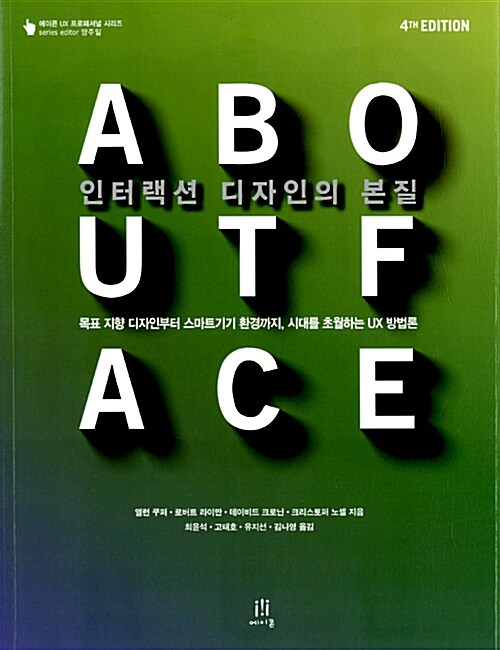 에이콘 UX 프로페셔널 시리즈
series editor 양주일
4TH EDITION
ABO
인터랙션 디자인의 본질
UTF
목표 지향 디자인부터 스마트기기 환경까지, 시대를 초월하는 UX 방법론
ACE
앨런 쿠퍼 • 로버트 라이만 • 데이비드 크로닌 • 크리스토퍼 노셀 지음
최윤석 • 고태호 • 유지선 • 김나영 옮김
에이콘